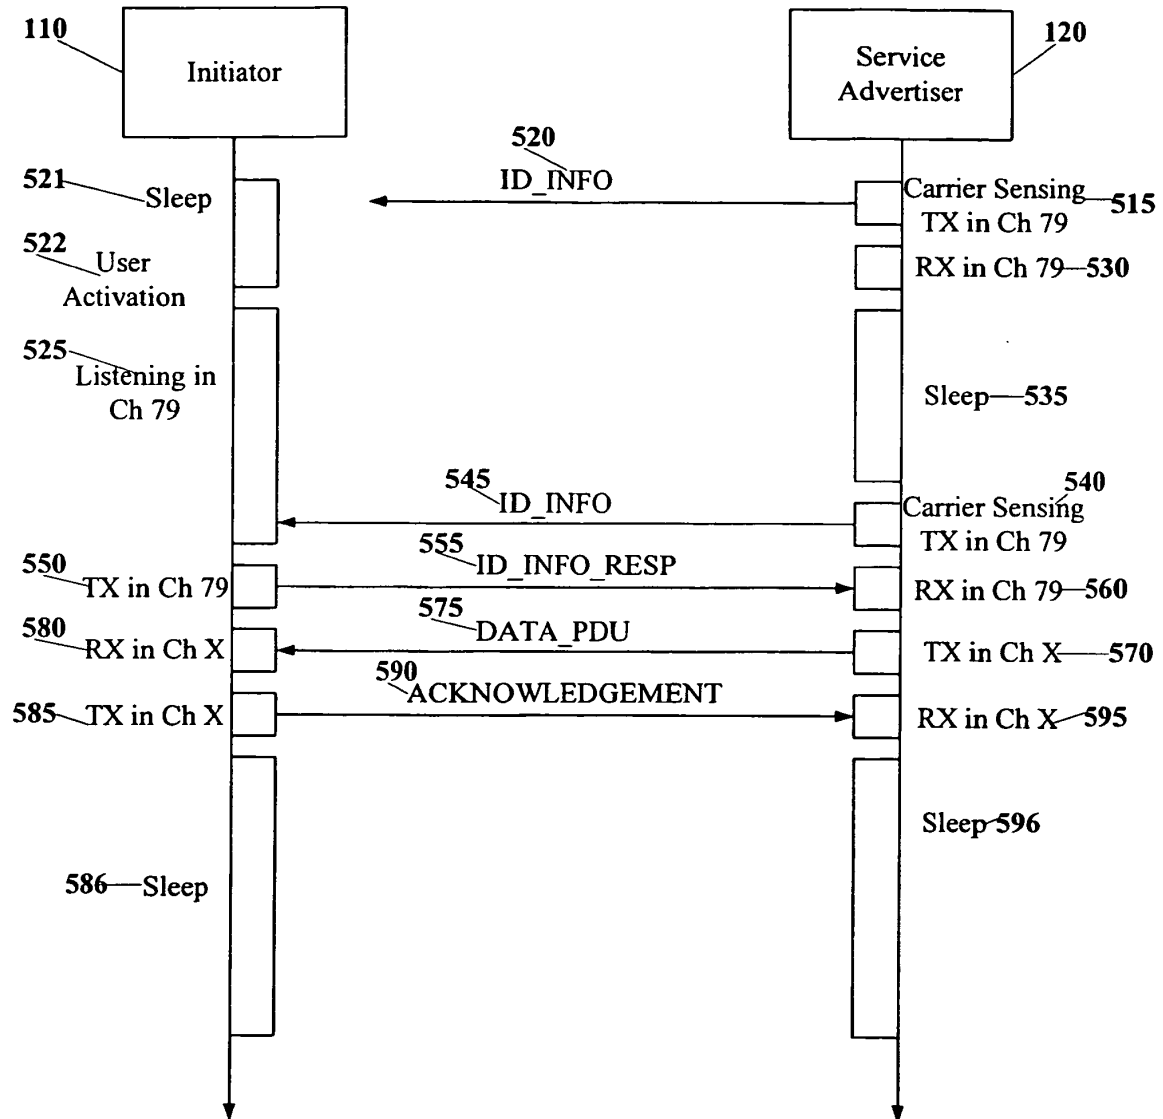 110
Initiator
Service
Advertiser
120
520
ID_INFO
521
Sleep
Carrier Sensing
TX in Ch 79
515
522
User
Activation
RX in Ch 79
530
525
Listening in
Ch 79
Sleep
535
545
ID_INFO
540
Carrier Sensing
TX in Ch 79
550
TX in Ch 79
555
ID_INFO_RESP
RX in Ch 79
560
580
RX in Ch X
575
DATA_PDU
TX in Ch X
570
590
ACKNOWLEDGEMENT
585
TX in Ch X
RX in Ch X
595
Sleep
596
586
Sleep